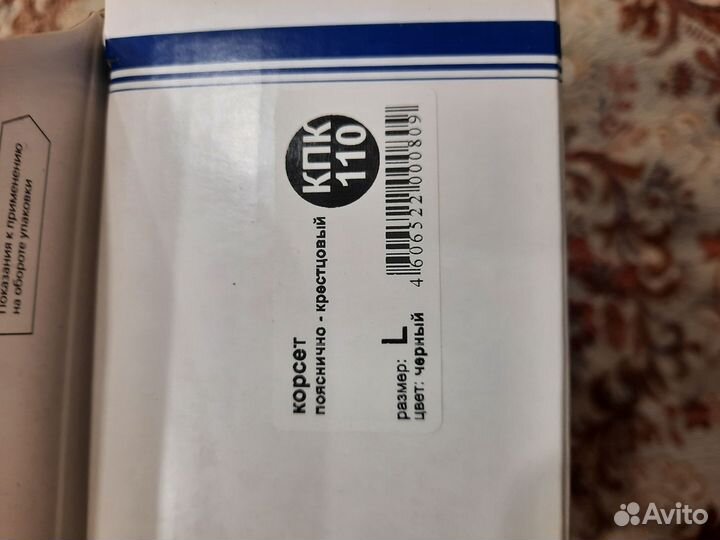 Показания к применению
на обороте упаковки
корсет
пояснично - крестцовый
КПК
110
размер: L
цвет: черный
4 606522 000809
Avito